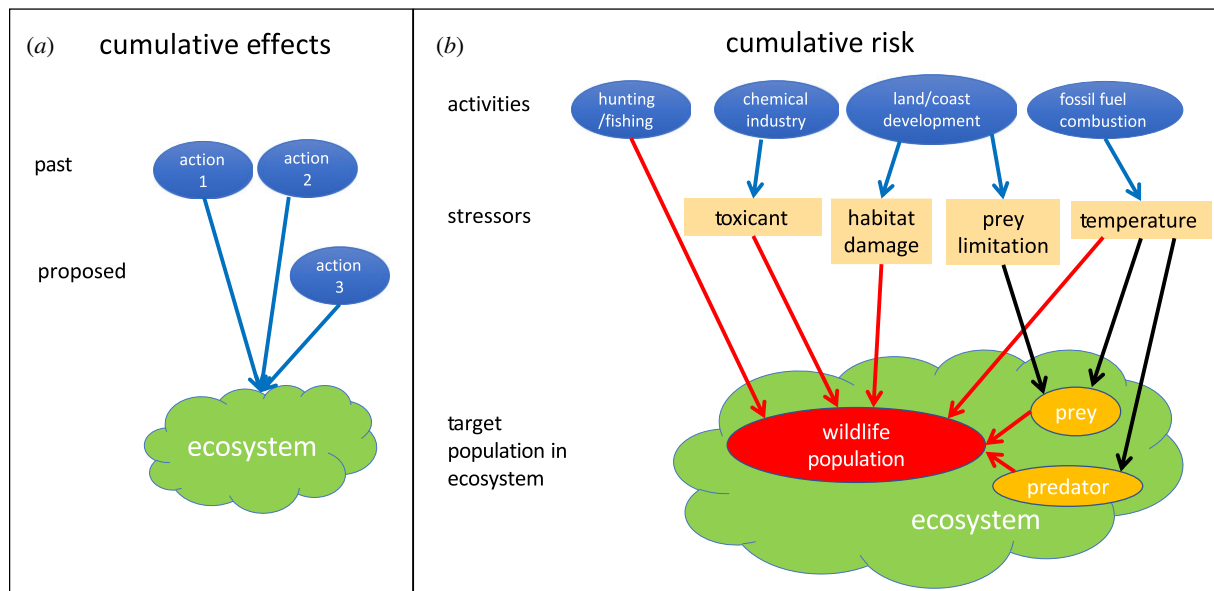 (a) cumulative effects
past
action
1
action
2
proposed
action
3
ecosystem
(b) cumulative risk
activities
hunting
/fishing
chemical
industry
land/coast
development
fossil fuel
combustion
stressors
toxicant
habitat
damage
prey
limitation
temperature
target
population in
ecosystem
wildlife
population
prey
predator
ecosystem